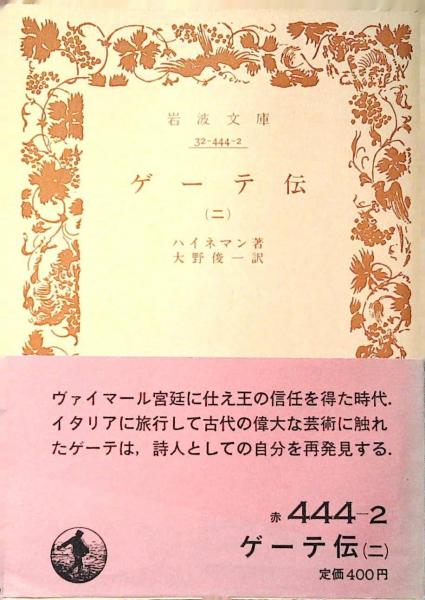 岩波文庫
32-444-2
ゲーテ伝
(二)
ハイネマン著
大野俊一訳
ヴァイマール宮廷に仕え王の信任を得た時代.
イタリアに旅行して古代の偉大な芸術に触れ
たゲーテは,詩人としての自分を再発見する.
赤 444-2
ゲーテ伝(二)
定価400円